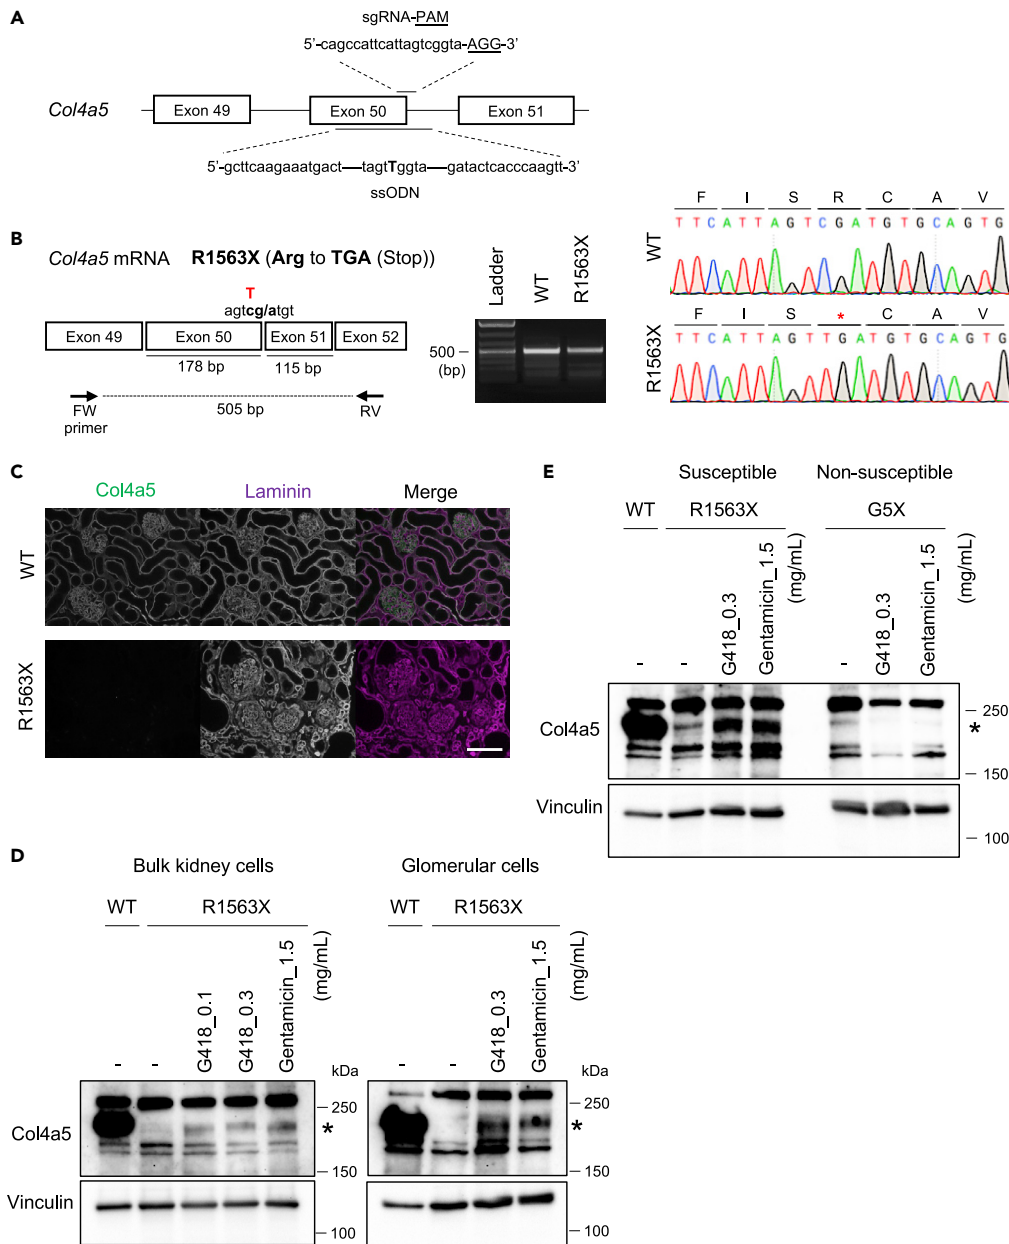 A
sgRNA-PAM
5'-cagccattcattagtcggta-AGG-3'
Col4a5
Exon 49
Exon 50
Exon 51
5'-gcttcaagaaatgact—tagtTggta—gatactcacccaagtt-3'
ssODN
B
Col4a5 mRNA R1563X (Arg to TGA (Stop))
T
agtcg/atgt
Exon 49
Exon 50
Exon 51
Exon 52
178 bp
115 bp
505 bp
FW
primer
RV
Ladder
WT
R1563X
500
(bp)
WT
F I S R C A V
T T C A T T A G T C G A T G T G C A G T G
R1563X
F I S * C A V
T T C A T T A G T T G A T G T G C A G T G
C
Col4a5
Laminin
Merge
WT
R1563X
D
Bulk kidney cells
WT
R1563X
-
-
G418_0.1
G418_0.3
Gentamicin_1.5
(mg/mL)
kDa
Col4a5
250
*
150
Vinculin
100
Glomerular cells
WT
R1563X
-
-
G418_0.3
Gentamicin_1.5
(mg/mL)
kDa
250
*
150
100
E
Susceptible
Non-susceptible
WT
R1563X
G5X
-
-
G418_0.3
Gentamicin_1.5
(mg/mL)
-
G418_0.3
Gentamicin_1.5
(mg/mL)
Col4a5
250
*
150
Vinculin
100